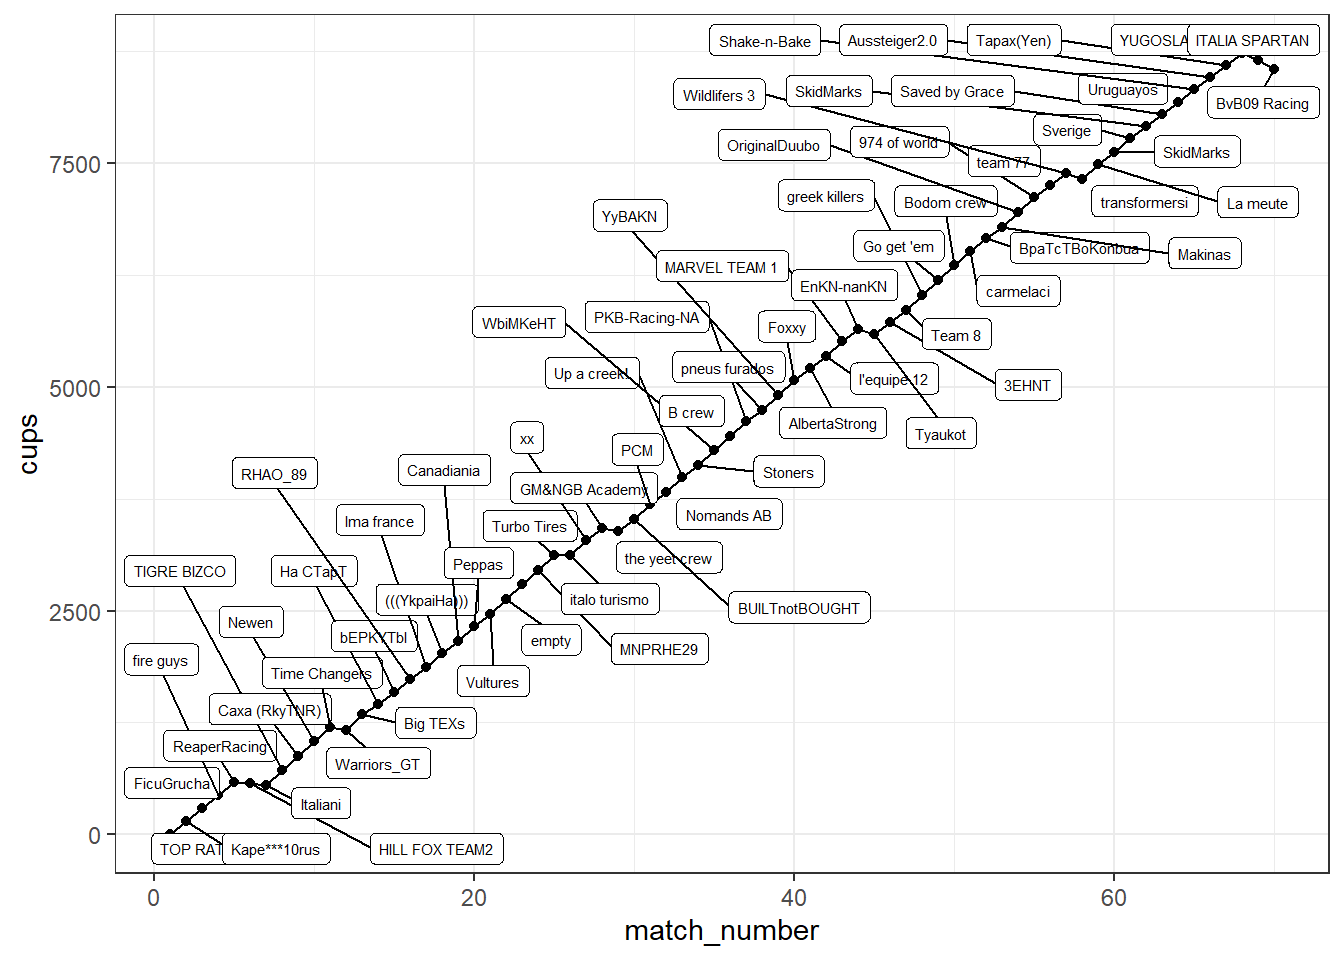 Shake-n-Bake
Aussteiger2.0
Tapax(Yen)
YUGOSLA
ITALIA SPARTAN
Wildlifers 3
SkidMarks
Saved by Grace
Uruguayos
BvB09 Racing
OriginalDuubo
974 of world
Sverige
team 77
SkidMarks
7500
greek killers
Bodom crew
transformersi
La meute
YyBAKN
Go get 'em
BpaTcTBoKonbua
Makinas
MARVEL TEAM 1
EnKN-nanKN
carmelaci
WbiMKeHT
PKB-Racing-NA
Foxxy
Team 8
Up a creek!
pneus furados
l'equipe 12
3EHNT
5000
B crew
AlbertaStrong
Tyaukot
cups
xx
PCM
RHAO_89
Canadiania
Stoners
GM&NGB Academy
Ima france
Turbo Tires
Nomands AB
TIGRE BIZCO
Ha CTapT
Peppas
the yeet crew
(((YkpaiHa)))
italo turismo
BUILTnotBOUGHT
2500
Newen
bEPKYTbI
empty
MNPRHE29
fire guys
Time Changers
Vultures
Caxa (RkyTNR)
Big TEXs
ReaperRacing
Warriors_GT
FicuGrucha
Italiani
0
TOP RAT
Kape***10rus
HILL FOX TEAM2
0
20
40
60
match_number